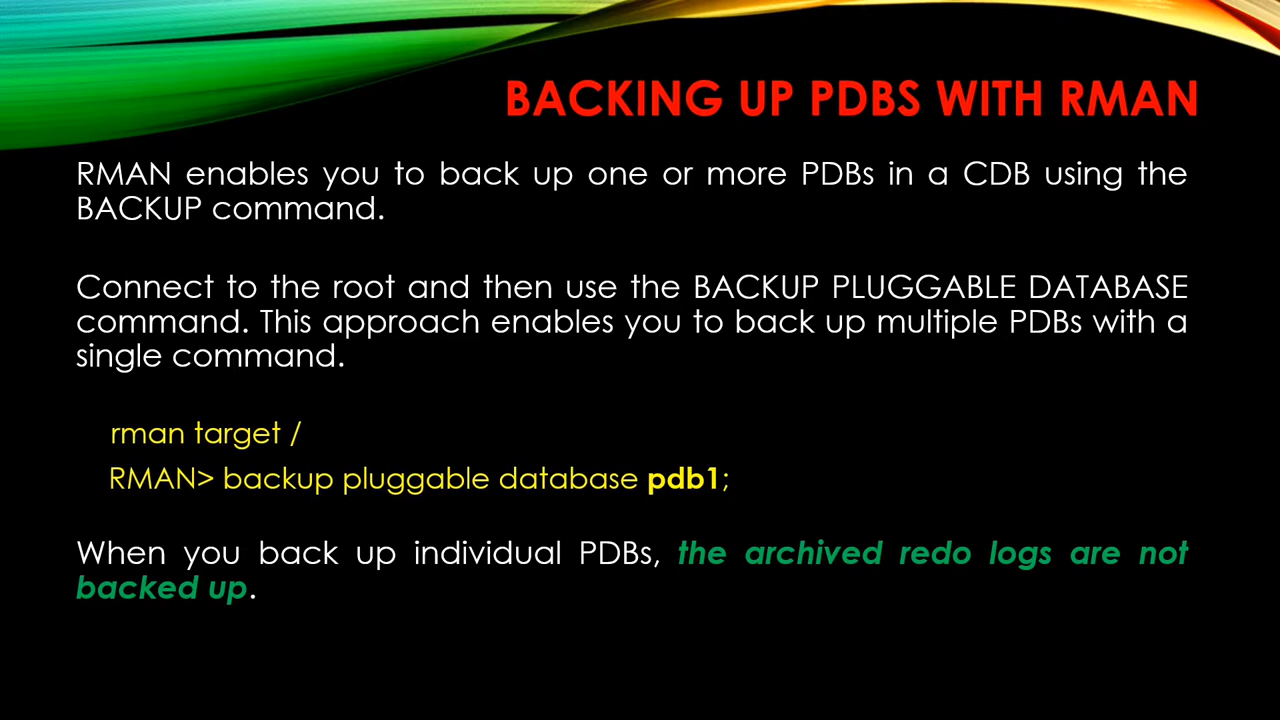 BACKING UP PDBS WITH RMAN
RMAN enables you to back up one or more PDBs in a CDB using the
BACKUP command.
Connect to the root and then use the BACKUP PLUGGABLE DATABASE
command. This approach enables you to back up multiple PDBs with a
single command.
rman target /
RMAN> backup pluggable database pdb1;
When you back up individual PDBs, the archived redo logs are not
backed up.